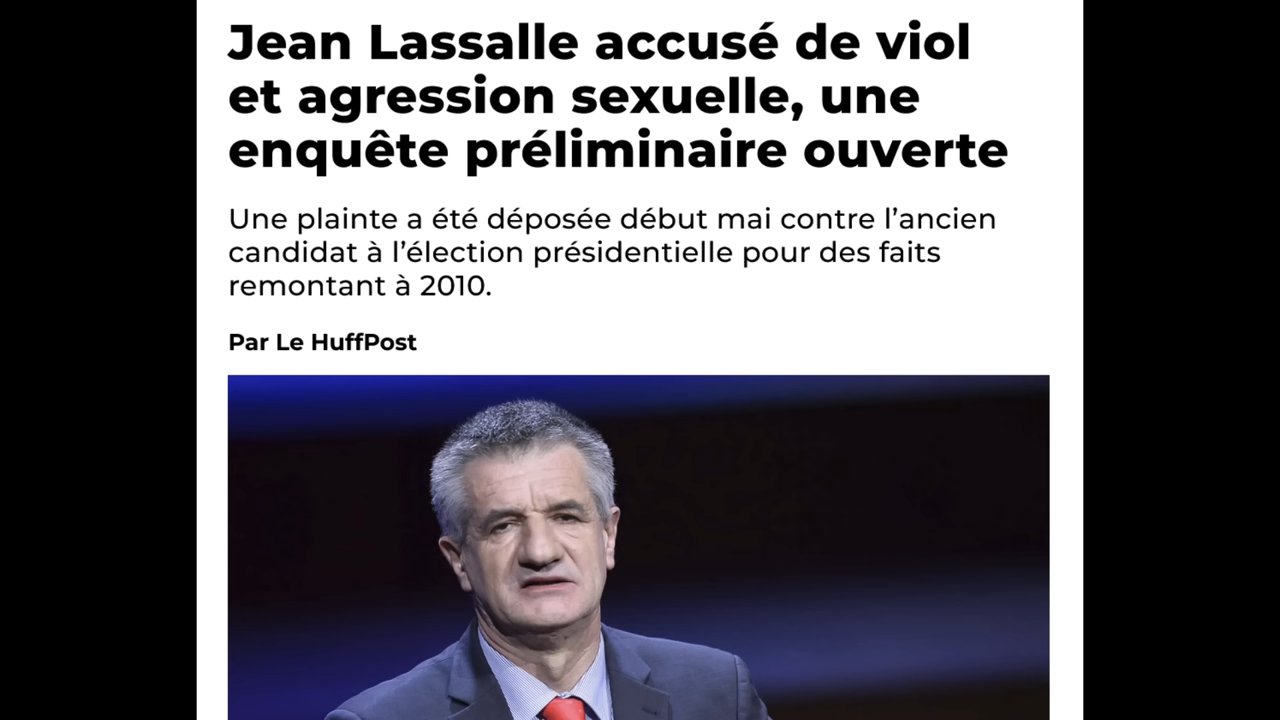 Jean Lassalle accusé de viol
et agression sexuelle, une
enquête préliminaire ouverte
Une plainte a été déposée début mai contre l’ancien
candidat à l’élection présidentielle pour des faits
remontant à 2010.
Par Le HuffPost